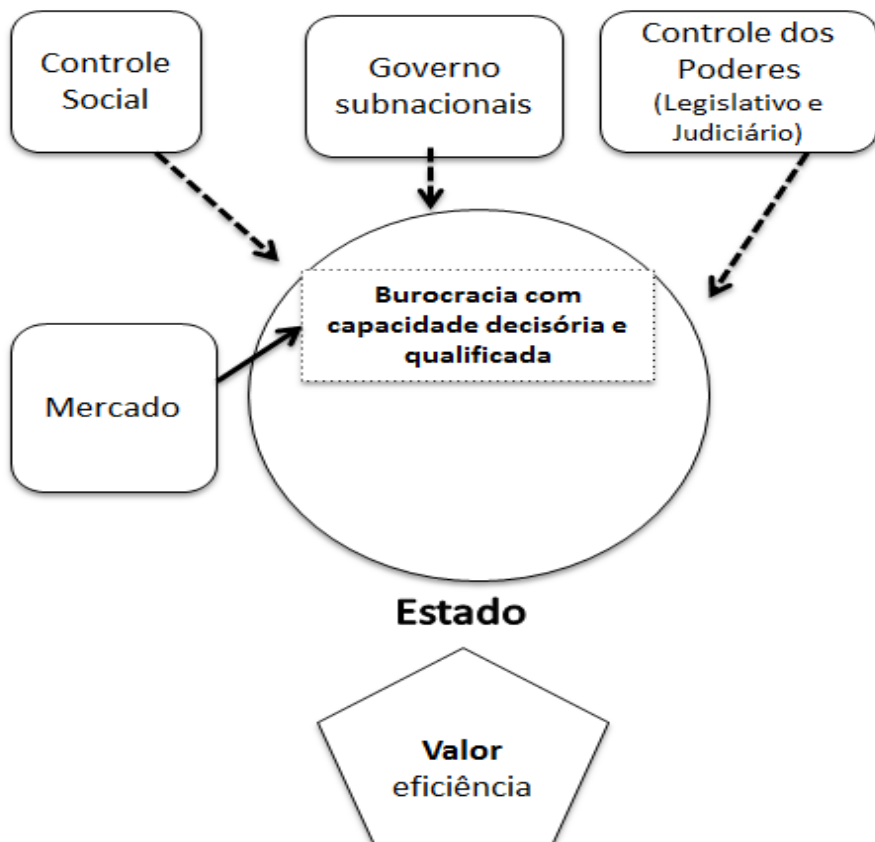 Controle
Social
Governo
subnacionais
Controle dos
Poderes
(Legislativo e
Judiciário)
Burocracia com
capacidade decisória e
qualificada
Mercado
Estado
Valor
eficiência